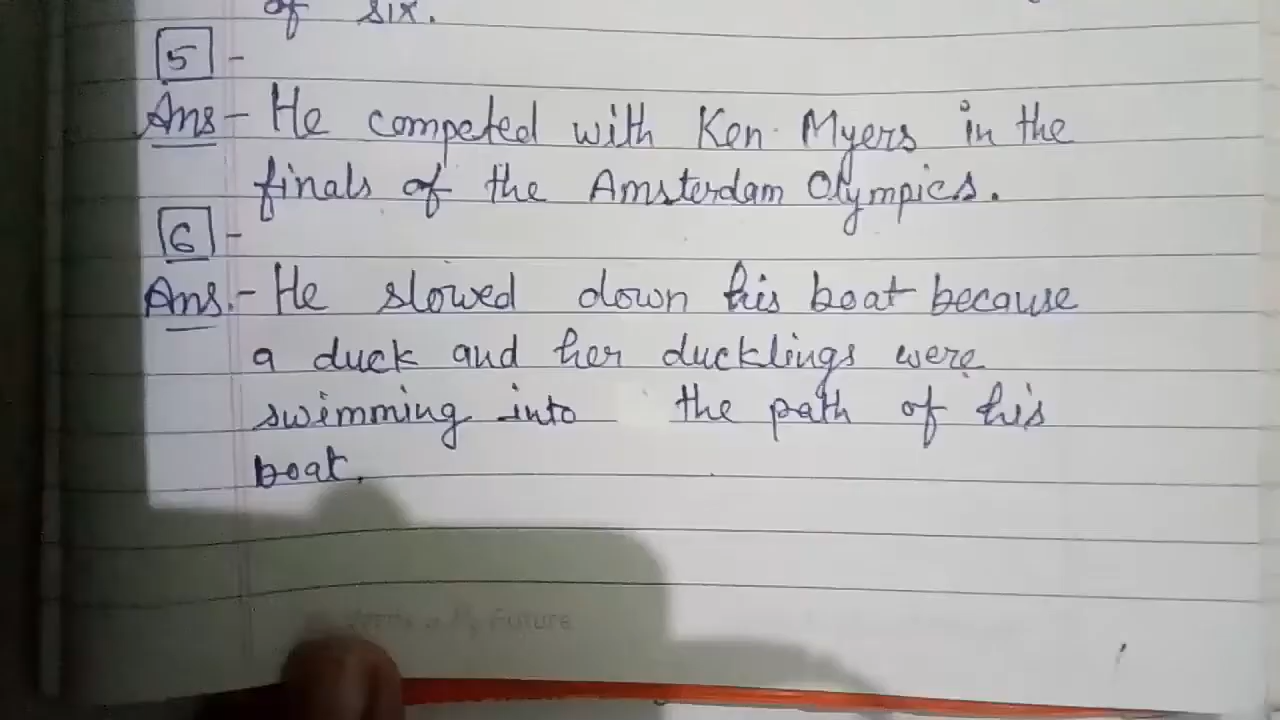 of six.
5 -
Ans - He competed with Ken Myers in the
finals of the Amsterdam Olympics.
6 -
Ans. - He slowed down his boat because
a duck and her ducklings were
swimming into the path of his
boat.
Future